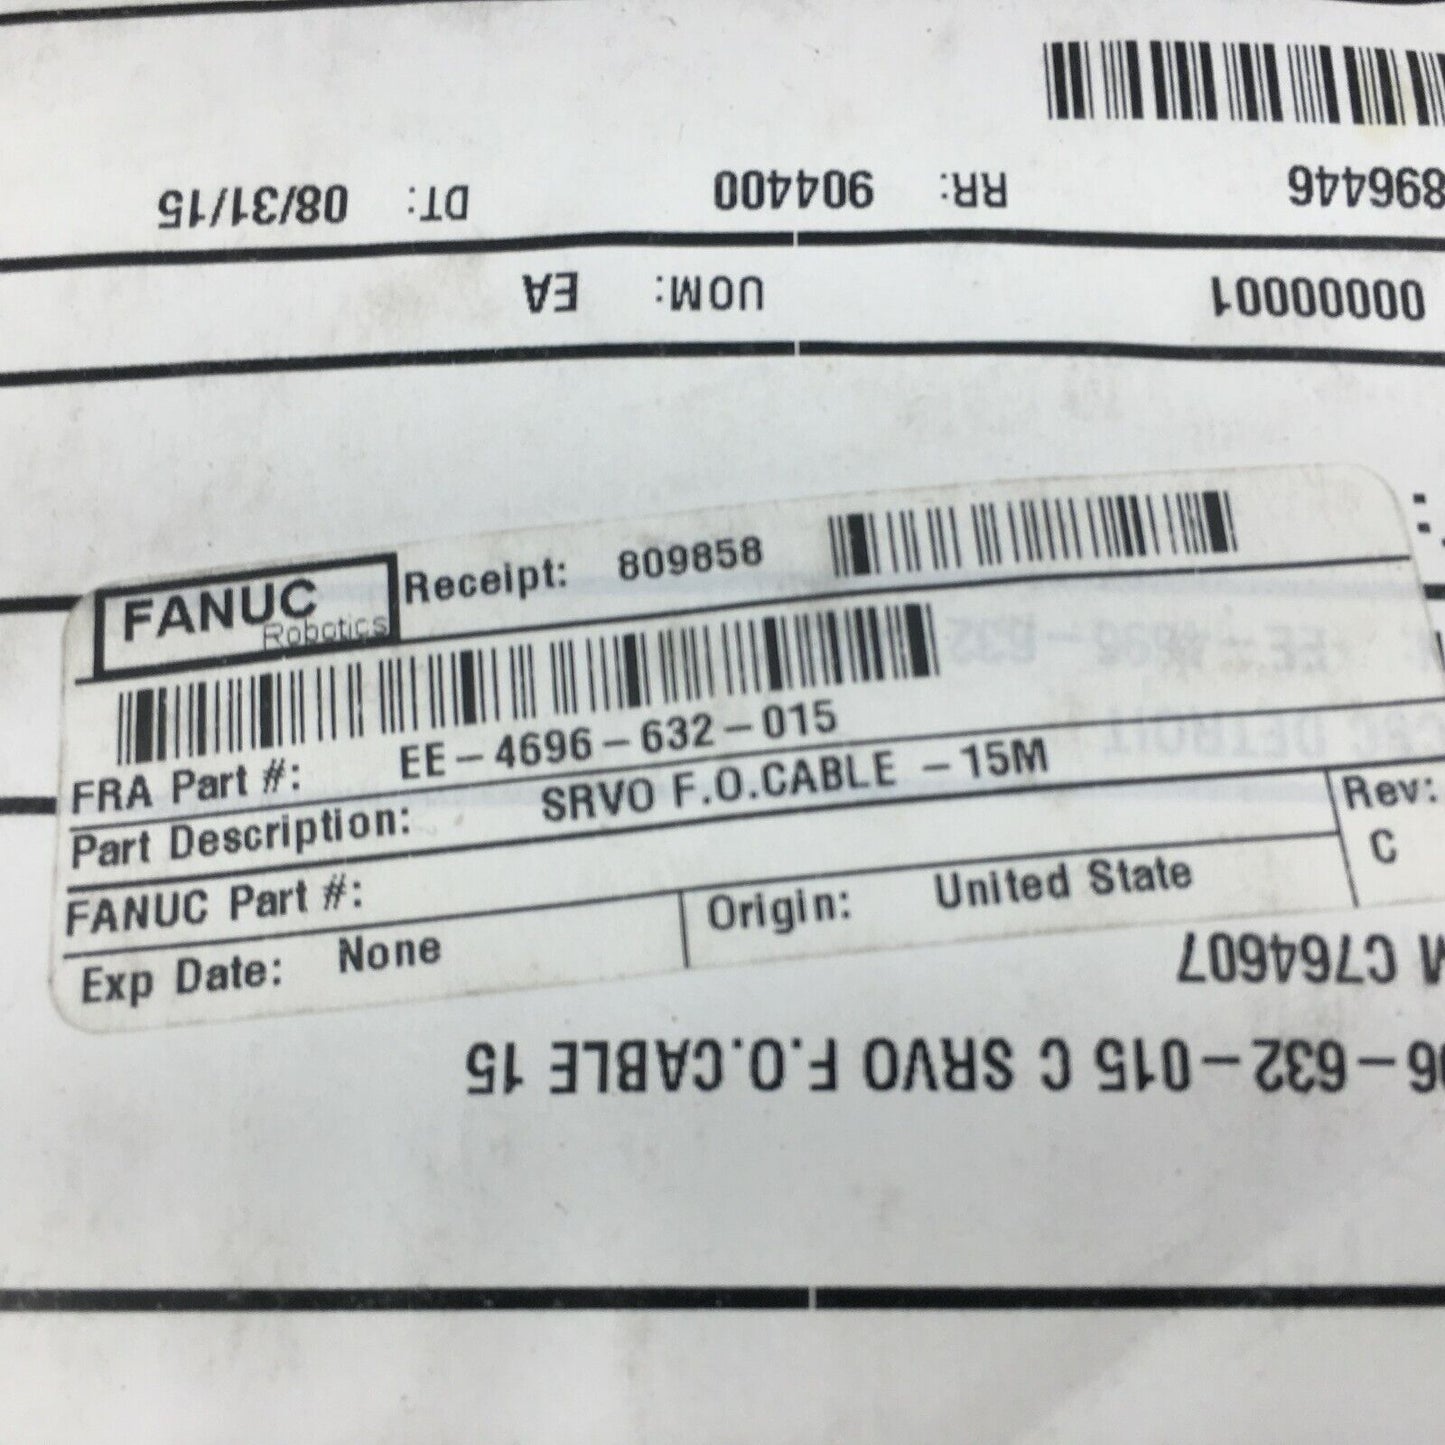 896446 RR: 904400 DT: 08/31/15
00000001 UOM: EA
FANUC Robotics
Receipt: 809858
FRA Part #: EE-4696-632-015
Part Description: SRVO F.O.CABLE -15M
FANUC Part #:
Rev: C
Exp Date: None
Origin: United State
C764607
6-632-015 C SRVO F.O.CABLE 15